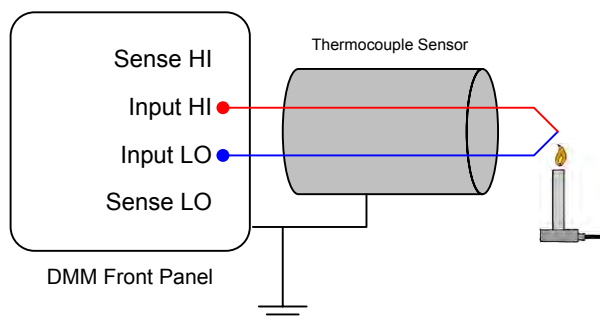 Thermocouple Sensor
Sense HI
Input HI
Input LO
Sense LO
DMM Front Panel